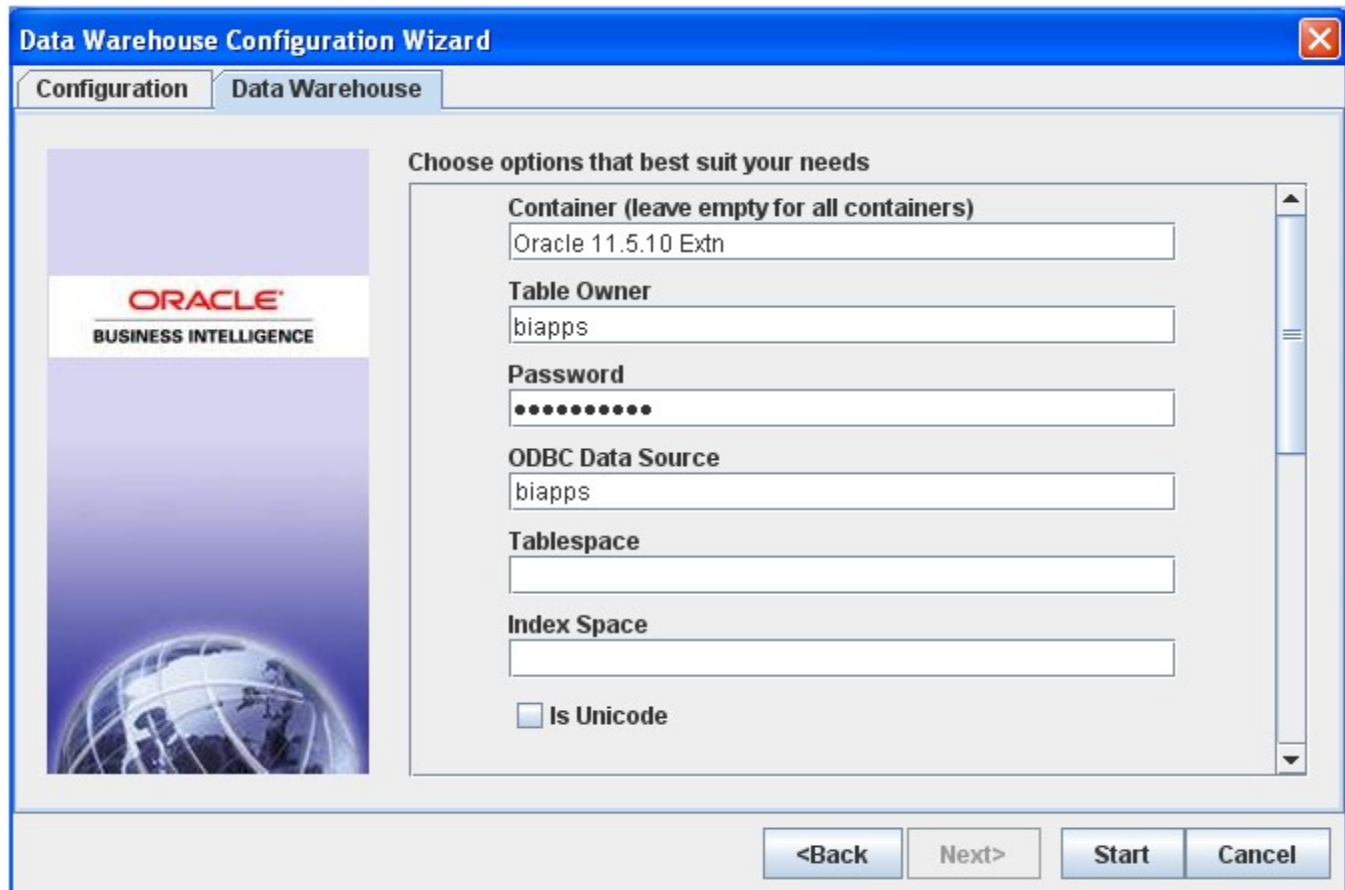 Data Warehouse Configuration Wizard
Configuration Data Warehouse
Choose options that best suit your needs
ORACLE
BUSINESS INTELLIGENCE
Container (leave empty for all containers)
Oracle 11.5.10 Extn
Table Owner
biapps
Password
••••••••••
ODBC Data Source
biapps
Tablespace
Index Space
Is Unicode
<Back Next> Start Cancel